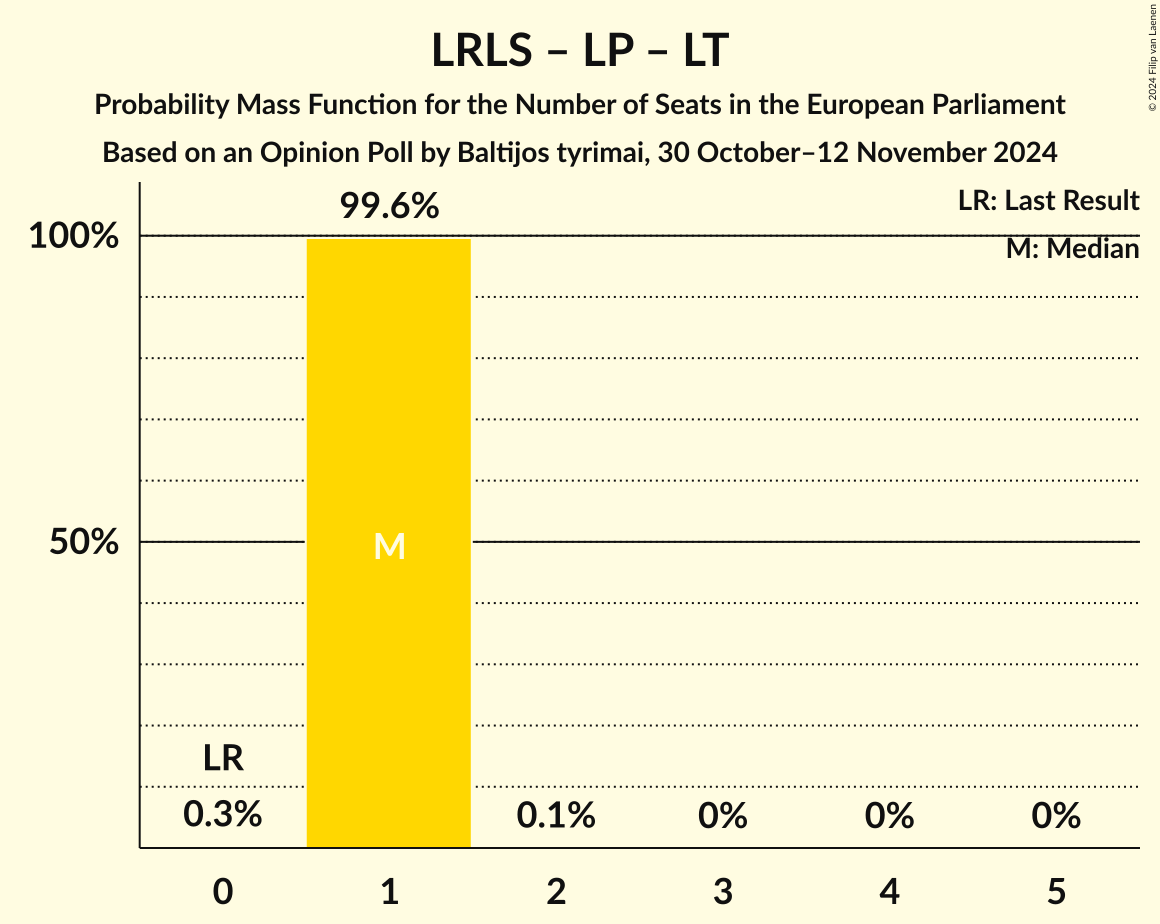 LRLS – LP – LT
Probability Mass Function for the Number of Seats in the European Parliament
Based on an Opinion Poll by Baltijos tyrimai, 30 October–12 November 2024
© 2024 Filip van Laenen
LR: Last Result
M: Median
99.6%
100%
50%
M
LR
0.3%
0.1%
0%
0%
0%
0 1 2 3 4 5